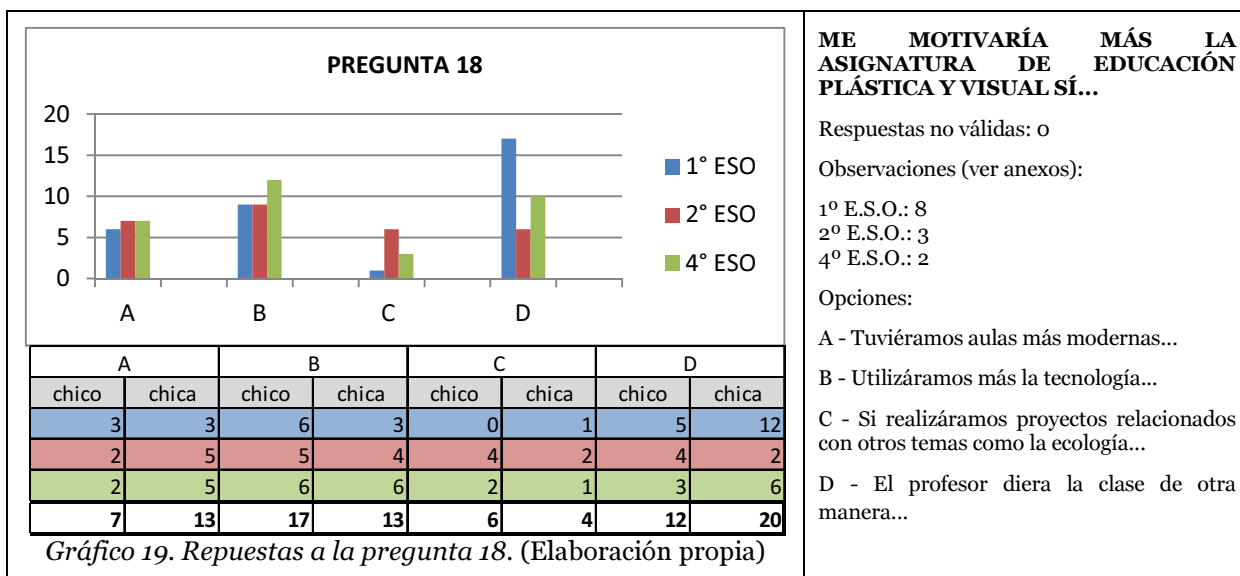 PREGUNTA 18
20
15
10
5
0
A B C D
1° ESO
2° ESO
4° ESO
A B C D
chico chica chico chica chico chica chico chica
3 3 6 3 0 1 5 12
2 5 5 4 4 2 4 2
2 5 6 6 2 1 3 6
7 13 17 13 6 4 12 20
Gráfico 19. Repuestas a la pregunta 18. (Elaboración propia)
ME MOTIVARÍA MÁS LA
ASIGNATURA DE EDUCACIÓN
PLÁSTICA Y VISUAL SÍ...
Respuestas no válidas: 0
Observaciones (ver anexos):
1º E.S.O.: 8
2º E.S.O.: 3
4º E.S.O.: 2
Opciones:
A - Tuviéramos aulas más modernas...
B - Utilizáramos más la tecnología...
C - Si realizáramos proyectos relacionados
con otros temas como la ecología...
D - El profesor diera la clase de otra
manera...